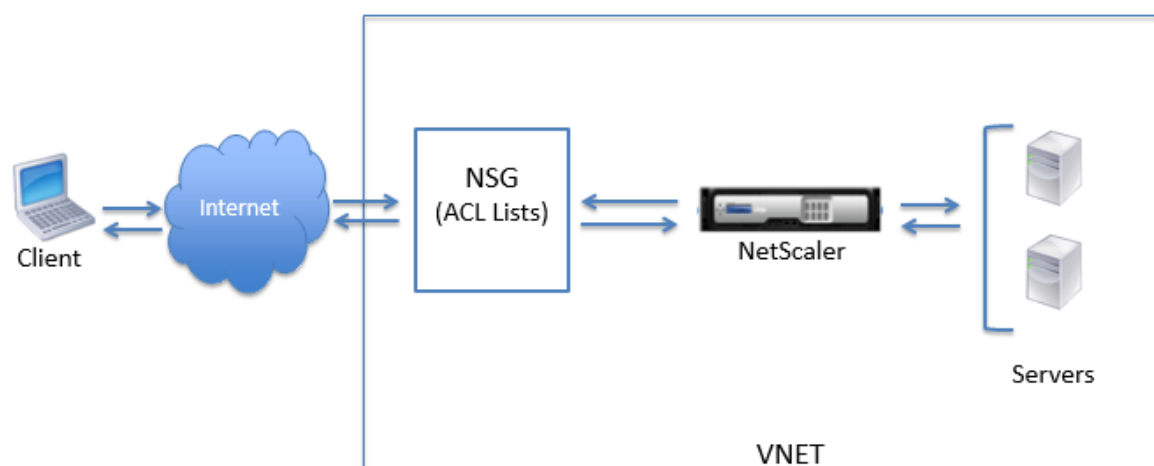 Client
Internet
NSG
(ACL Lists)
NetScaler
Servers
VNET